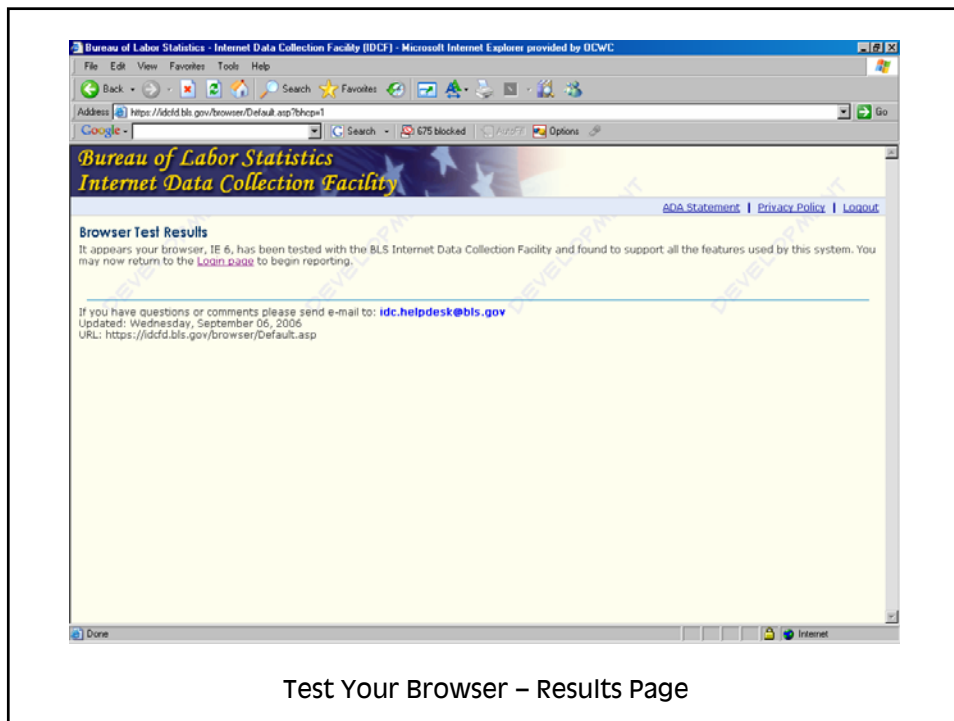 Bureau of Labor Statistics - Internet Data Collection Facility (IDCF) - Microsoft Internet Explorer provided by OCWC
File Edit View Favorites Tools Help
Back Search Favorites
Address https://idcfd.bls.gov/browser/Default.asp?bhcp=1 Go
Google - Search 675 blocked AutoFill Options
Bureau of Labor Statistics
Internet Data Collection Facility
ADA Statement | Privacy Policy | Logout
Browser Test Results
It appears your browser, IE 6, has been tested with the BLS Internet Data Collection Facility and found to support all the features used by this system. You
may now return to the Login page to begin reporting.
DEVELOPMENT DEVELOPMENT DEVELOPMENT
If you have questions or comments please send e-mail to: idc.helpdesk@bls.gov
Updated: Wednesday, September 06, 2006
URL: https://idcfd.bls.gov/browser/Default.asp
Done Internet
Test Your Browser – Results Page